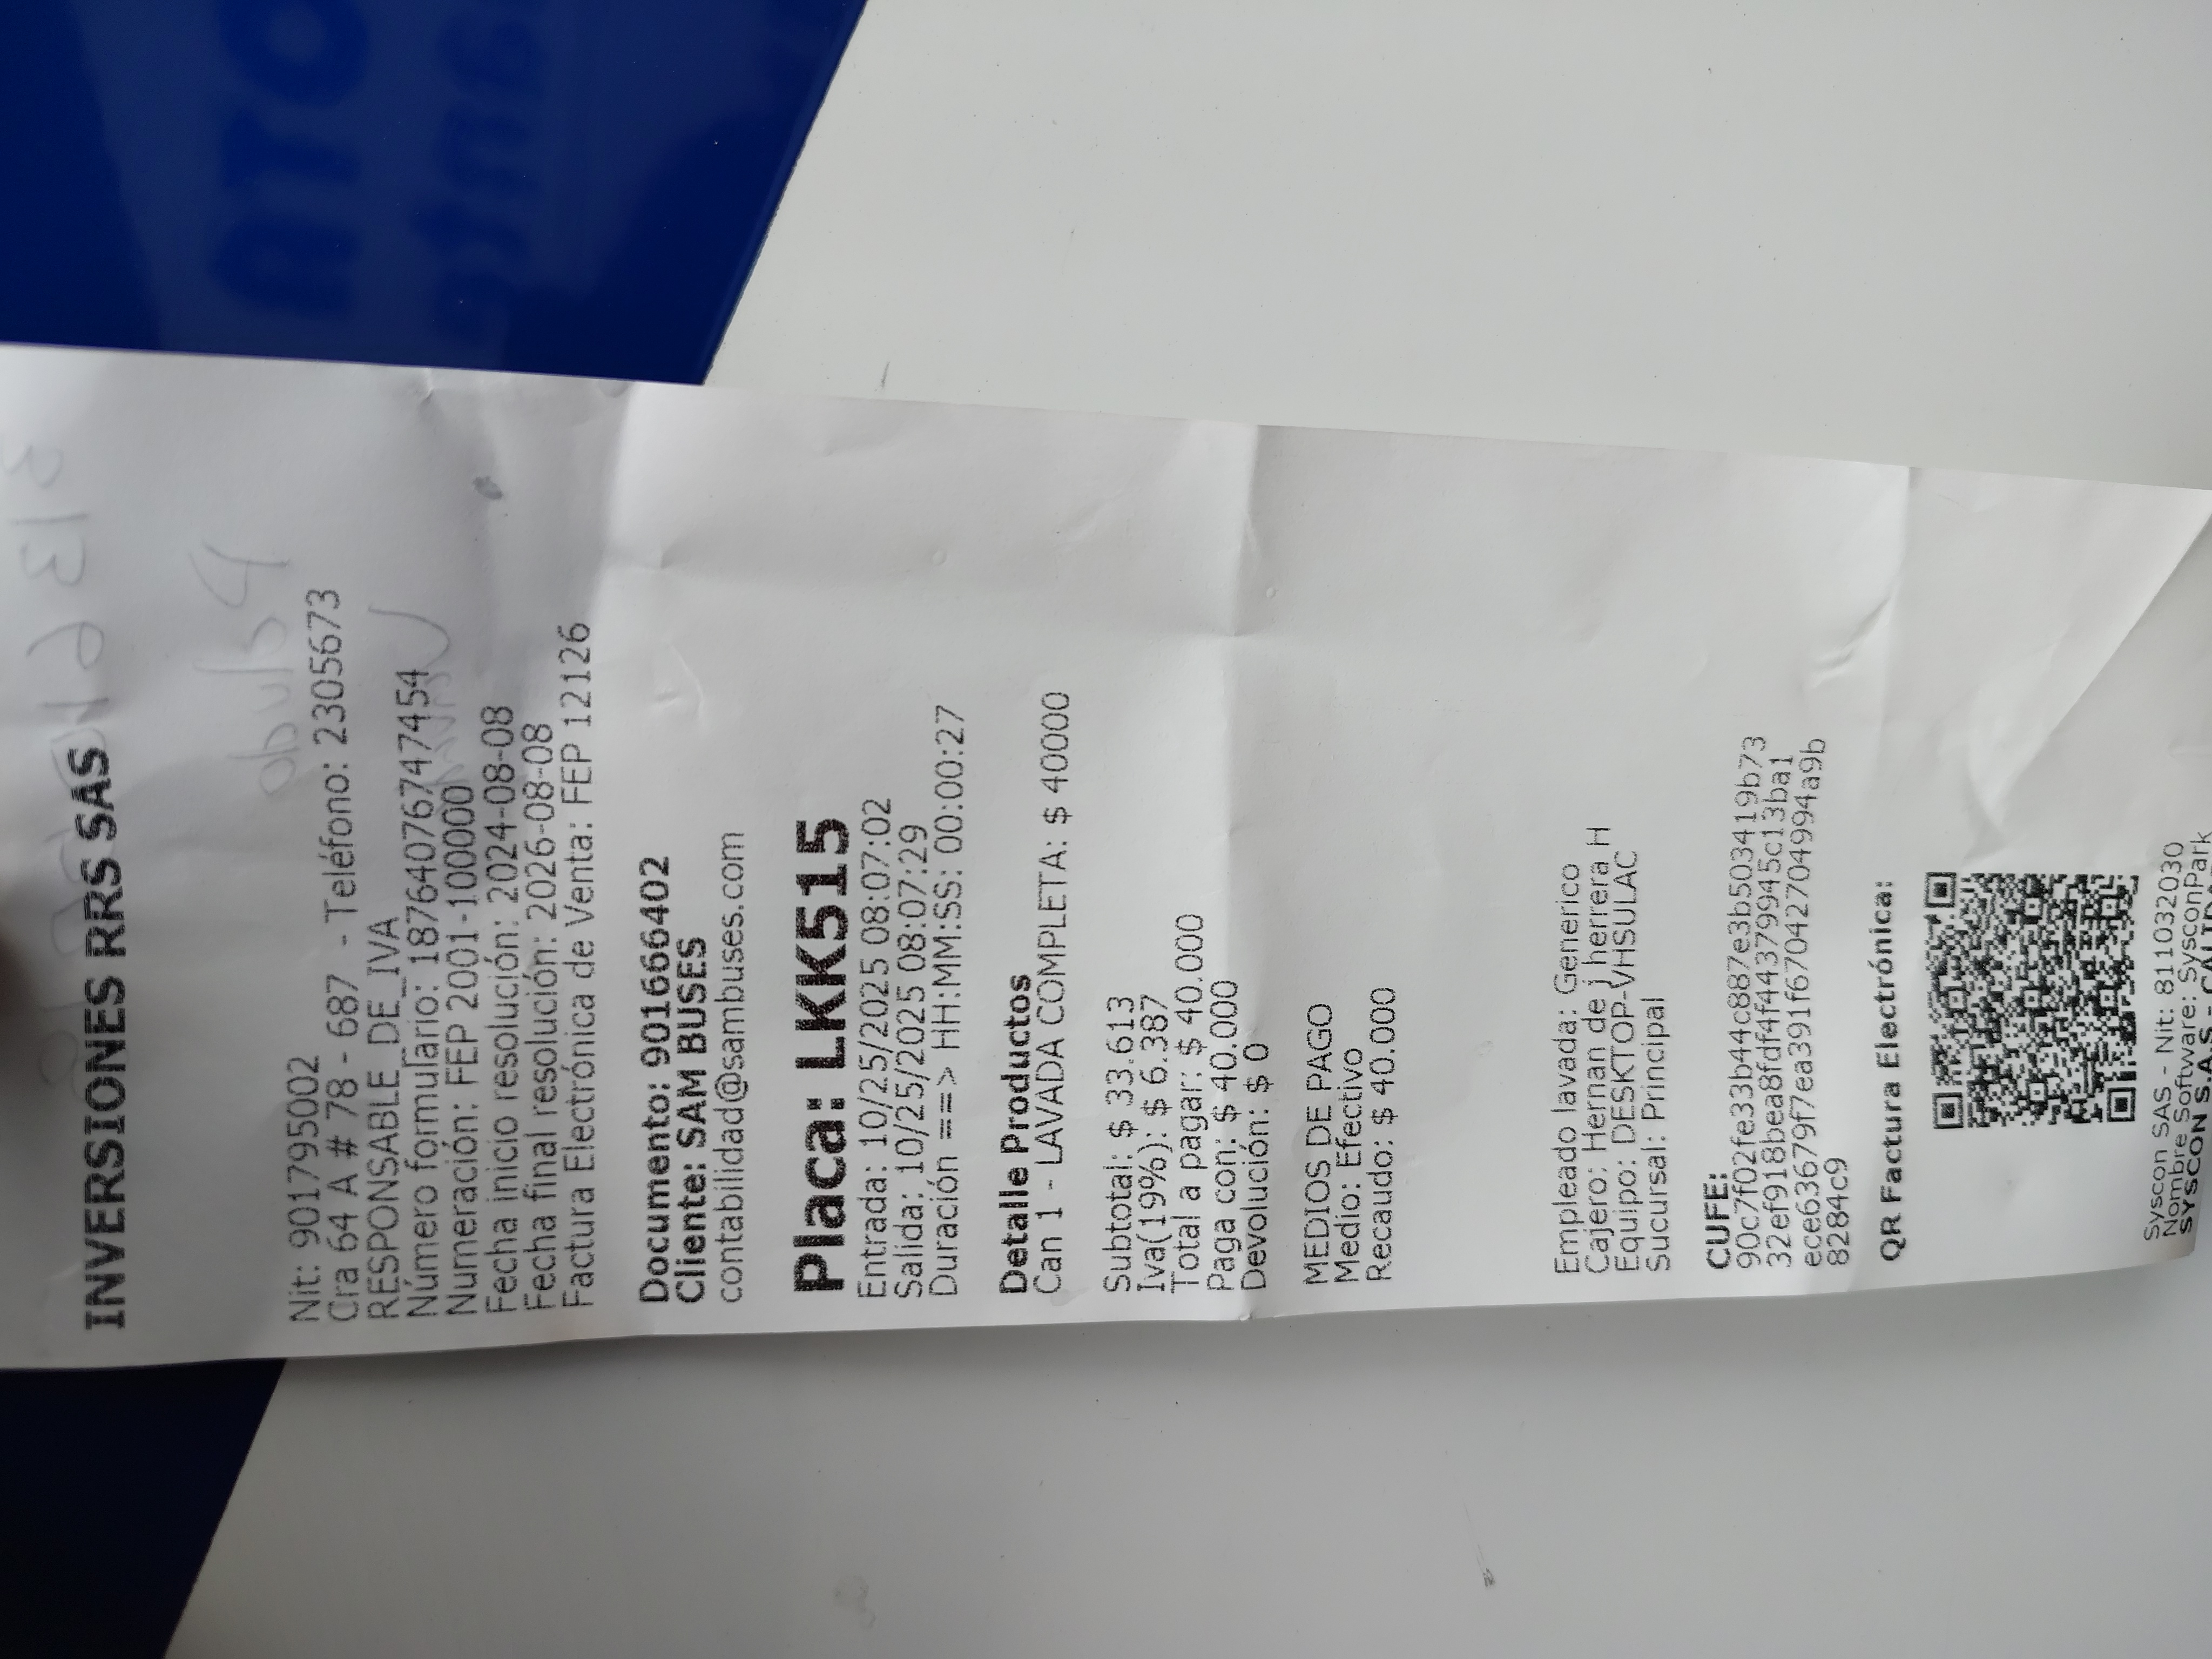 INVERSIONES RRS SAS
Nit: 901795002
Cra 64 A # 78 - 687 - Teléfono: 2305673
RESPONSABLE_DE_IVA
Número formulario: 18764076747454
Numeración: FEP 2001-100000
Fecha inicio resolución: 2024-08-08
Fecha final resolución: 2026-08-08
Factura Electrónica de Venta: FEP 12126
Documento: 901666402
Cliente: SAM BUSES
contabilidad@sambuses.com
Placa: LKK515
Entrada: 10/25/2025 08:07:02
Salida: 10/25/2025 08:07:29
Duración ==> HH:MM:SS: 00:00:27
Detalle Productos
Can 1 - LAVADA COMPLETA: $ 40000
Subtotal: $ 33.613
Iva(19%): $ 6.387
Total a pagar: $ 40.000
Paga con: $ 40.000
Devolución: $ 0
MEDIOS DE PAGO
Medio: Efectivo
Recaudo: $ 40.000
Empleado lavada: Generico
Cajero: Hernan de j herrera H
Equipo: DESKTOP-VHSULAC
Sucursal: Principal
CUFE:
90c7f02fe33b44c887e3b503419b73
32ef918bea8fdf4f44379945c13ba1
ece63679f7ea391f67042704994a9b
8284c9
QR Factura Electrónica:
Syscon SAS - Nit: 811032030
Nombre Software: SysconPark
SYSCON S.A.S -